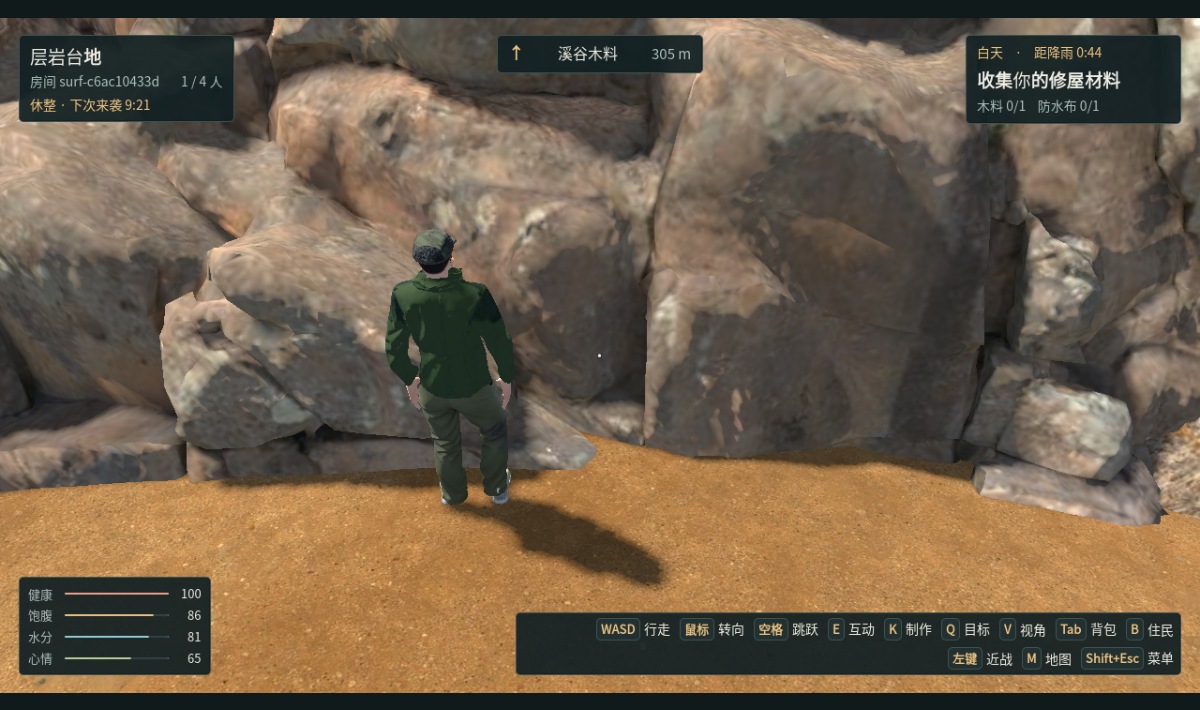 层岩台地
房间 surf-c6ac10433d 1 / 4 人
休整 · 下次来袭 9:21
↑ 溪谷木料 305 m
白天 · 距降雨 0:44
收集你的修屋材料
木料 0/1 防水布 0/1
健康 100
饱腹 86
水分 81
心情 65
WASD 行走 鼠标 转向 空格 跳跃 E 互动 K 制作 Q 目标 V 视角 Tab 背包 B 住民
左键 近战 M 地图 Shift+Esc 菜单